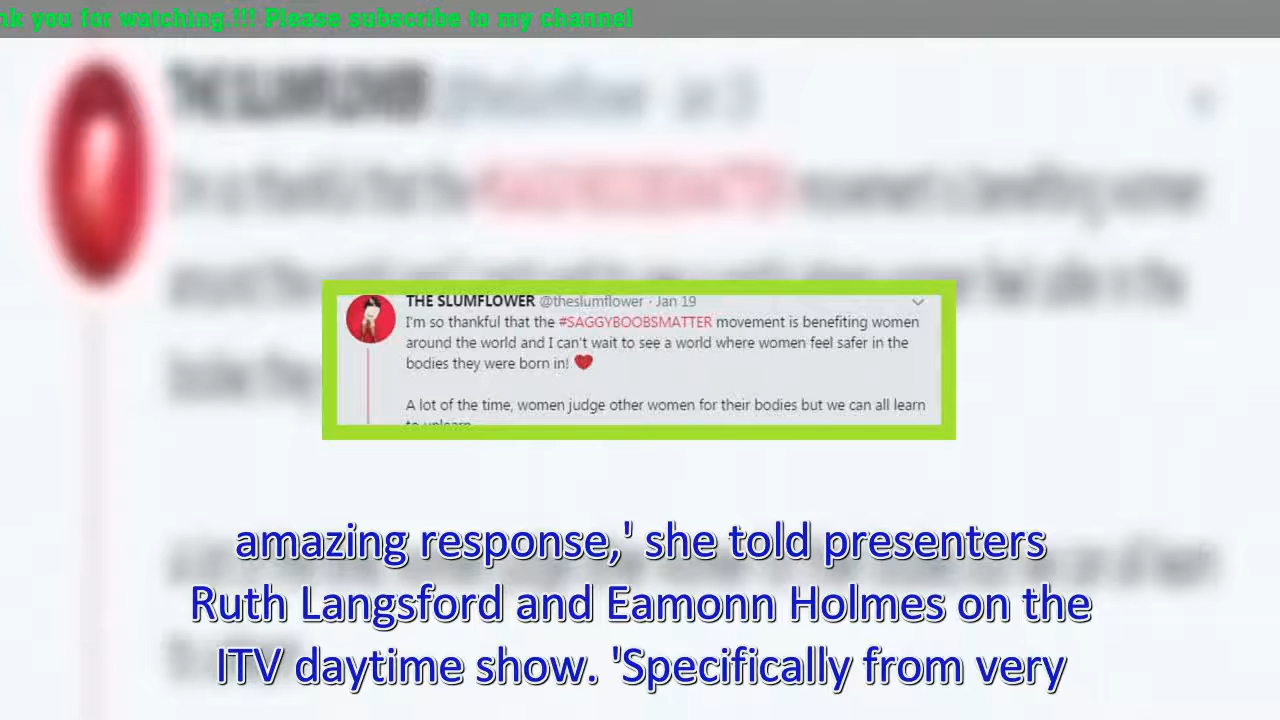 nk you for watching.!!! Please subscribe to my channel
THE SLUMFLOWER @theslumflower · Jan 19
I'm so thankful that the #SAGGYBOOBSMATTER movement is benefiting women
around the world and I can't wait to see a world where women feel safer in the
bodies they were born in!
A lot of the time, women judge other women for their bodies but we can all learn
to unlearn
amazing response,' she told presenters
Ruth Langsford and Eamonn Holmes on the
ITV daytime show. 'Specifically from very